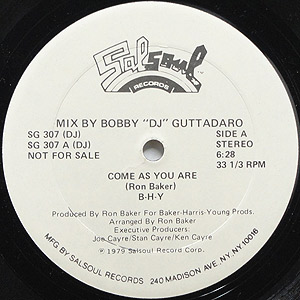 Salsoul
RECORDS
MIX BY BOBBY "DJ" GUTTADARO
SG 307 (DJ) SIDE A
SG 307 A (DJ) STEREO
NOT FOR SALE 6:28
33 1/3 RPM
COME AS YOU ARE
(Ron Baker)
B-H-Y
Produced By Ron Baker For Baker-Harris-Young Prods.
Arranged By Ron Baker
Executive Producers:
Joe Cayre/Stan Cayre/Ken Cayre
℗ 1979 Salsoul Record Corp.
MFG BY SALSOUL RECORDS 240 MADISON AVE. NY, NY 10016